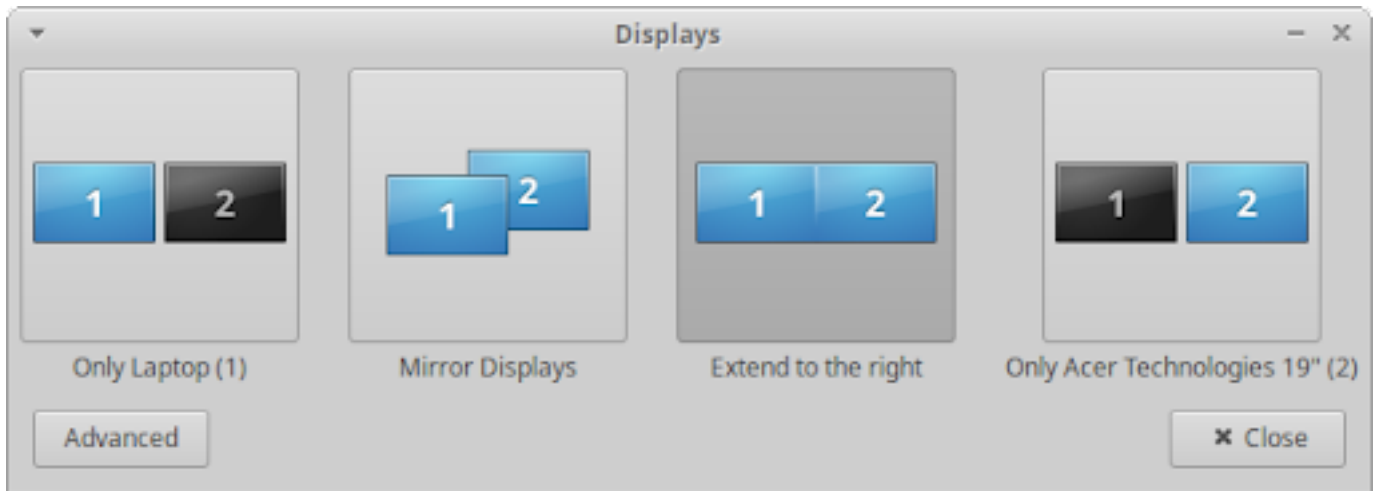 Displays
1 2
1 2
1 2
1 2
Only Laptop (1)
Mirror Displays
Extend to the right
Only Acer Technologies 19" (2)
Advanced
Close